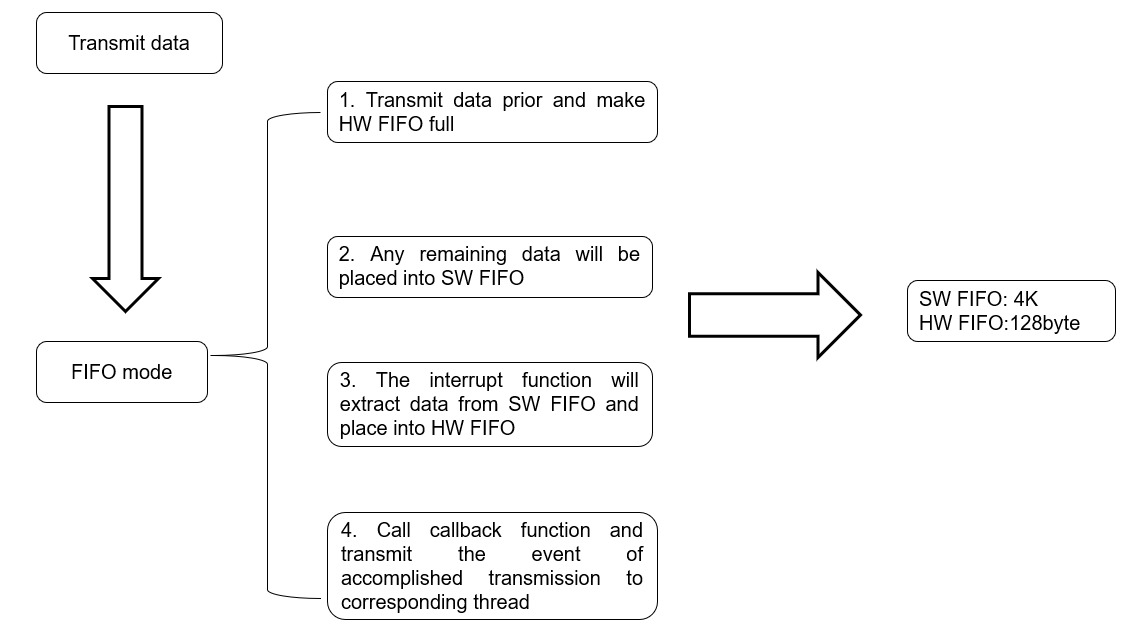 Transmit data
FIFO mode
1. Transmit data prior and make
HW FIFO full
2. Any remaining data will be
placed into SW FIFO
3. The interrupt function will
extract data from SW FIFO and
place into HW FIFO
4. Call callback function and
transmit the event of
accomplished transmission to
corresponding thread
SW FIFO: 4K
HW FIFO:128byte